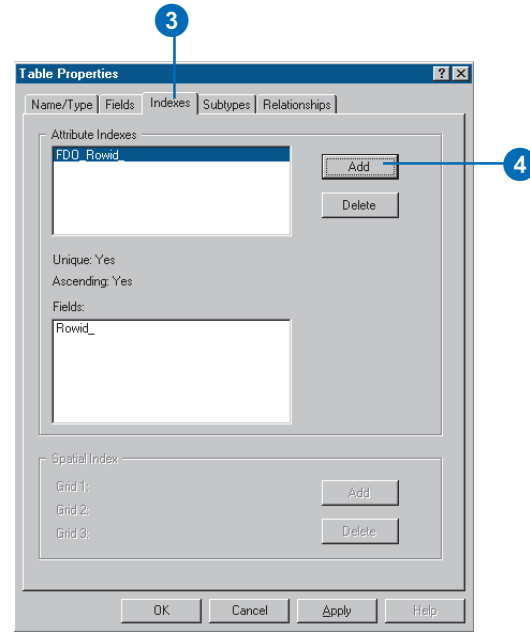 3
Table Properties
Name/Type Fields Indexes Subtypes Relationships
Attribute Indexes
FDO_Rowid_
Add
4
Delete
Unique: Yes
Ascending: Yes
Fields:
Rowid_
Spatial Index
Grid 1:
Add
Grid 2:
Grid 3:
Delete
OK Cancel Apply Help